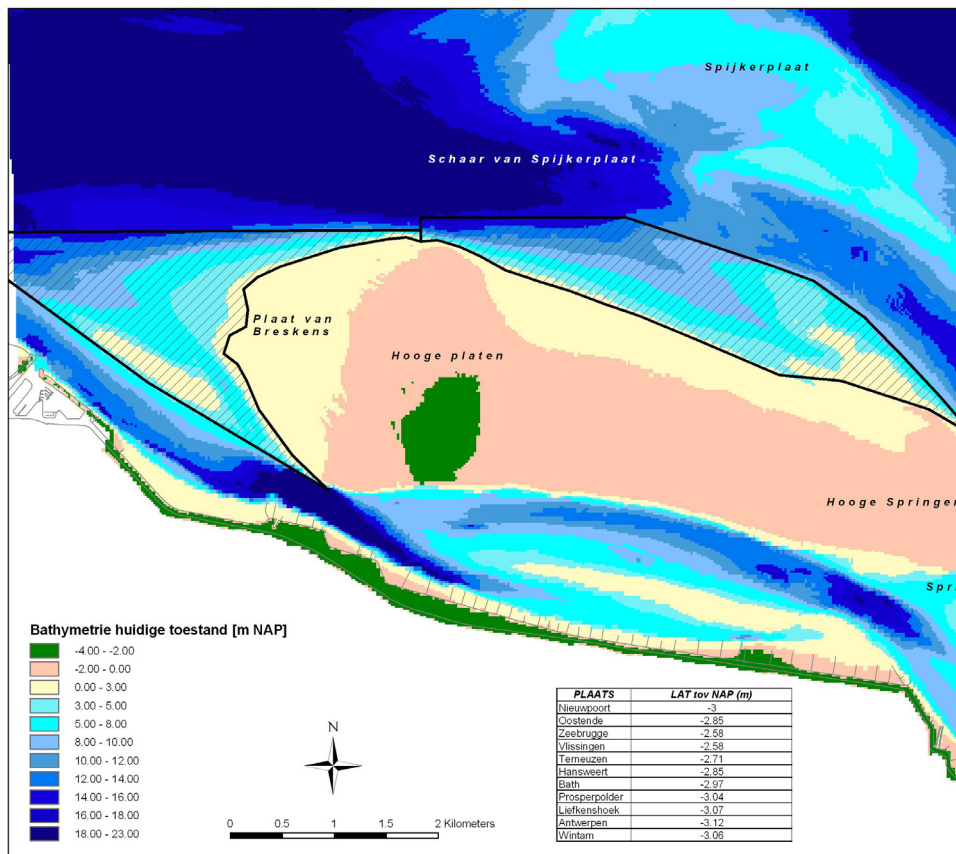 Spijkerplaat
Schaar van Spijkerplaat
Plaat van
Breskens
Hooge platen
Hooge Springer
Spr
Bathymetrie huidige toestand [m NAP]
-4.00 - -2.00
-2.00 - 0.00
0.00 - 3.00
3.00 - 5.00
5.00 - 8.00
8.00 - 10.00
10.00 - 12.00
12.00 - 14.00
14.00 - 16.00
16.00 - 18.00
18.00 - 23.00
N
0 0.5 1 2 Kilometers
PLAATS LAT tov NAP (m)
Nieuwpoort -3
Oostende -2.85
Zeebrugge -2.58
Vlissingen -2.58
Terneuzen -2.71
Hansweert -2.85
Bath -2.97
Prosperpolder -3.04
Liefkenshoek -3.07
Antwerpen -3.12
Wintam -3.06